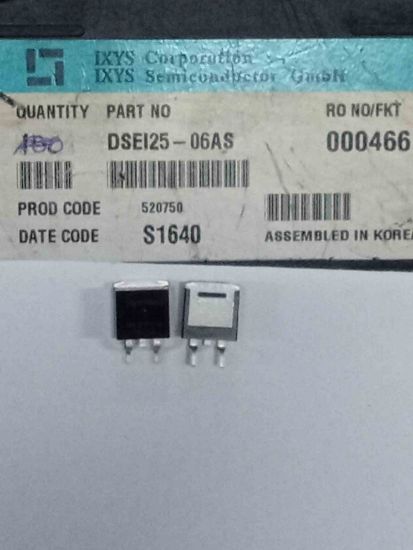 IXYS Corporation
IXYS Semiconductor GmbH
QUANTITY PART NO RO NO/FKT
DSEI25-06AS 000466
PROD CODE 520750
DATE CODE S1640 ASSEMBLED IN KOREA